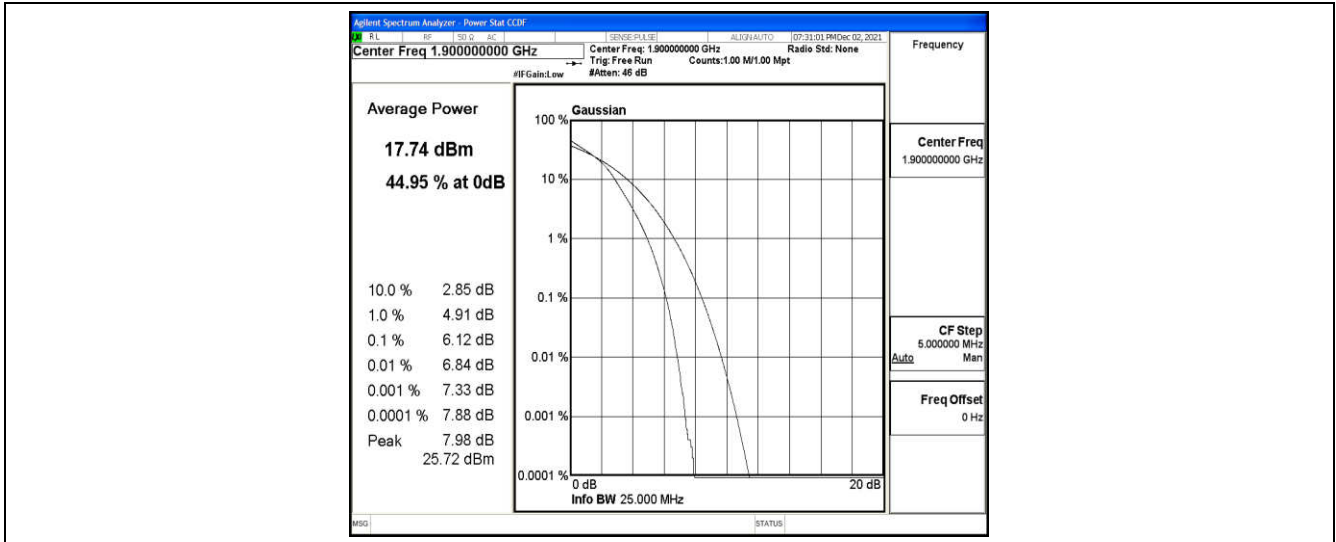 Agilent Spectrum Analyzer - Power Stat CCDF
LXI RL RF 50 Ω AC SENSE:PULSE ALIGNAUTO 07:31:01 PMDec 02, 2021
Center Freq 1.900000000 GHz
Center Freq: 1.900000000 GHz Radio Std: None
Trig: Free Run Counts:1.00 M/1.00 Mpt
#IFGain:Low #Atten: 46 dB
Frequency
Average Power
17.74 dBm
44.95 % at 0dB
10.0 % 2.85 dB
1.0 % 4.91 dB
0.1 % 6.12 dB
0.01 % 6.84 dB
0.001 % 7.33 dB
0.0001 % 7.88 dB
Peak 7.98 dB
25.72 dBm
Gaussian
100 %
10 %
1 %
0.1 %
0.01 %
0.001 %
0.0001 %
0 dB 20 dB
Info BW 25.000 MHz
Center Freq
1.900000000 GHz
CF Step
5.000000 MHz
Auto Man
Freq Offset
0 Hz
MSG STATUS